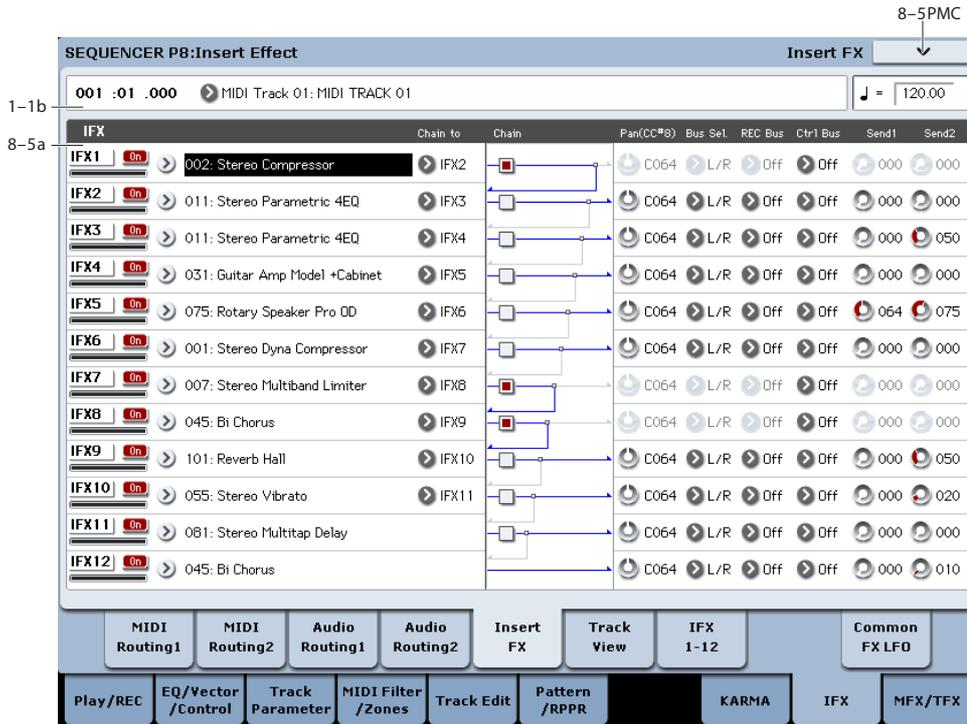 8–5PMC
SEQUENCER P8:Insert Effect
Insert FX
1–1b
001 :01 .000 MIDI Track 01: MIDI TRACK 01
♩ = 120.00
8–5a
IFX Chain to Chain Pan(CC#8) Bus Sel. REC Bus Ctrl Bus Send1 Send2
IFX1 On 002: Stereo Compressor IFX2 C064 L/R Off Off 000 000
IFX2 On 011: Stereo Parametric 4EQ IFX3 C064 L/R Off Off 000 000
IFX3 On 011: Stereo Parametric 4EQ IFX4 C064 L/R Off Off 000 050
IFX4 On 031: Guitar Amp Model +Cabinet IFX5 C064 L/R Off Off 000 000
IFX5 On 075: Rotary Speaker Pro OD IFX6 C064 L/R Off Off 064 075
IFX6 On 001: Stereo Dyna Compressor IFX7 C064 L/R Off Off 000 000
IFX7 On 007: Stereo Multiband Limiter IFX8 C064 L/R Off Off 000 000
IFX8 On 045: Bi Chorus IFX9 C064 L/R Off Off 000 000
IFX9 On 101: Reverb Hall IFX10 C064 L/R Off Off 000 050
IFX10 On 055: Stereo Vibrato IFX11 C064 L/R Off Off 000 020
IFX11 On 081: Stereo Multitap Delay C064 L/R Off Off 000 000
IFX12 On 045: Bi Chorus C064 L/R Off Off 000 010
MIDI Routing1
MIDI Routing2
Audio Routing1
Audio Routing2
Insert FX
Track View
IFX 1-12
Common FX LFO
Play/REC
EQ/Vector /Control
Track Parameter
MIDI Filter /Zones
Track Edit
Pattern /RPPR
KARMA
IFX
MFX/TFX